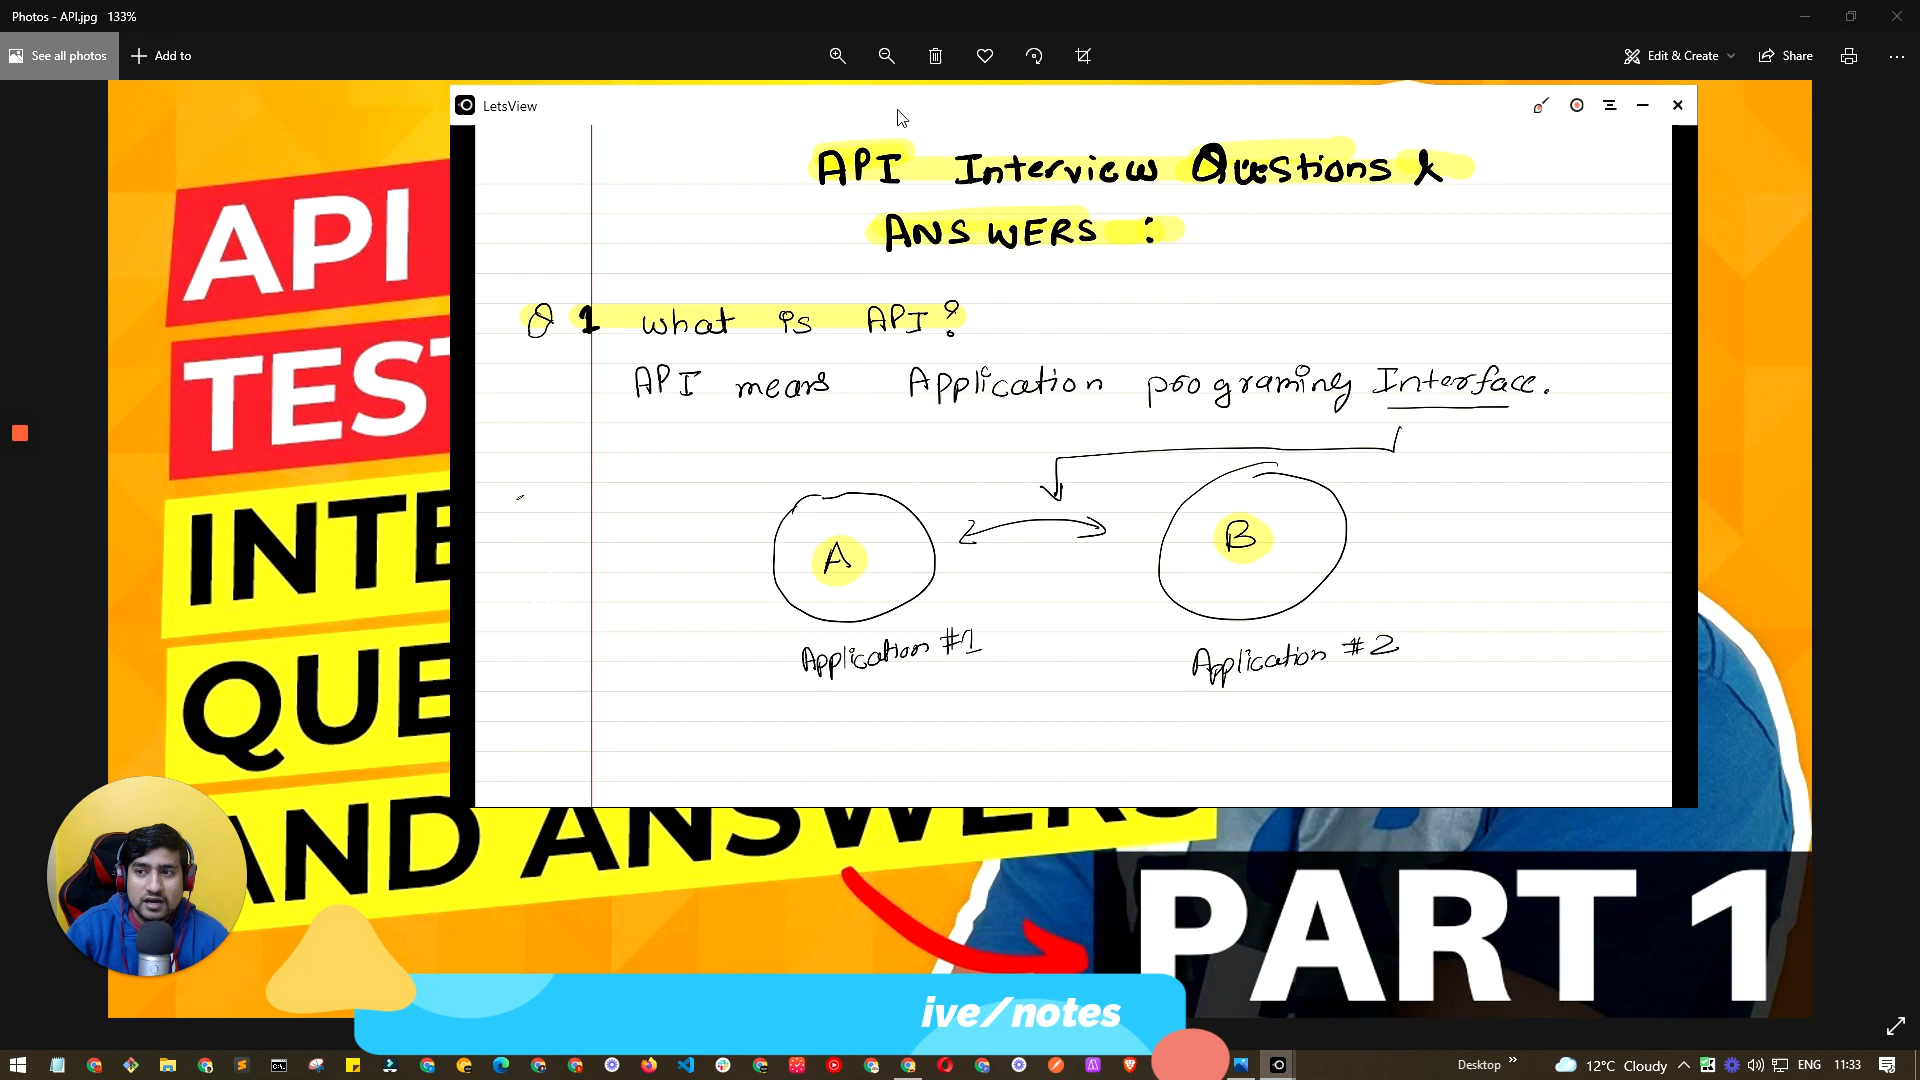 Photos - API.jpg 133%
See all photos
Add to
Edit & Create
Share
LetsView
API Interview Questions &
ANSWERS :
Q 1 What is API?
API means Application programing Interface.
A
B
Application #1
Application #2
API
TES
INTE
QUE
AND ANSWERS
PART 1
ive/notes
Desktop
12°C Cloudy
ENG
11:33